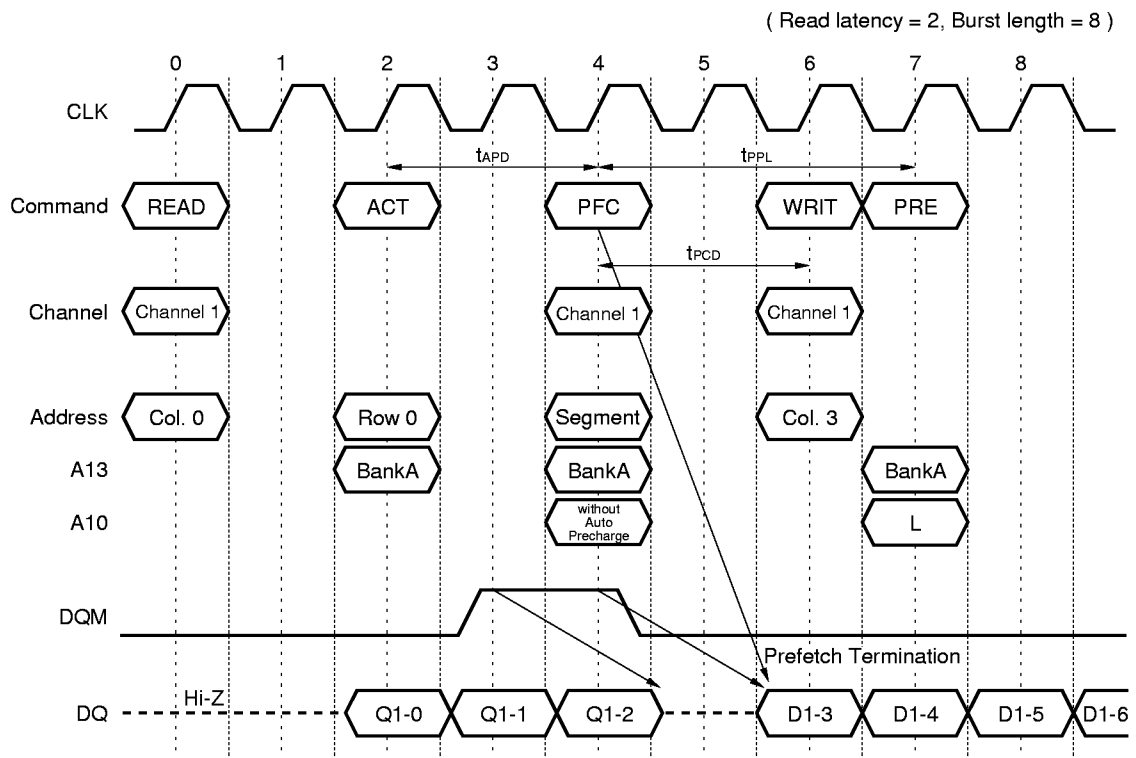 ( Read latency = 2, Burst length = 8 )
0 1 2 3 4 5 6 7 8
CLK
tAPD tPPL
Command READ ACT PFC WRIT PRE
tPCD
Channel Channel 1 Channel 1 Channel 1
Address Col. 0 Row 0 Segment Col. 3
A13 BankA BankA BankA
A10 without Auto Precharge L
DQM
Prefetch Termination
Hi-Z
DQ Q1-0 Q1-1 Q1-2 D1-3 D1-4 D1-5 D1-6